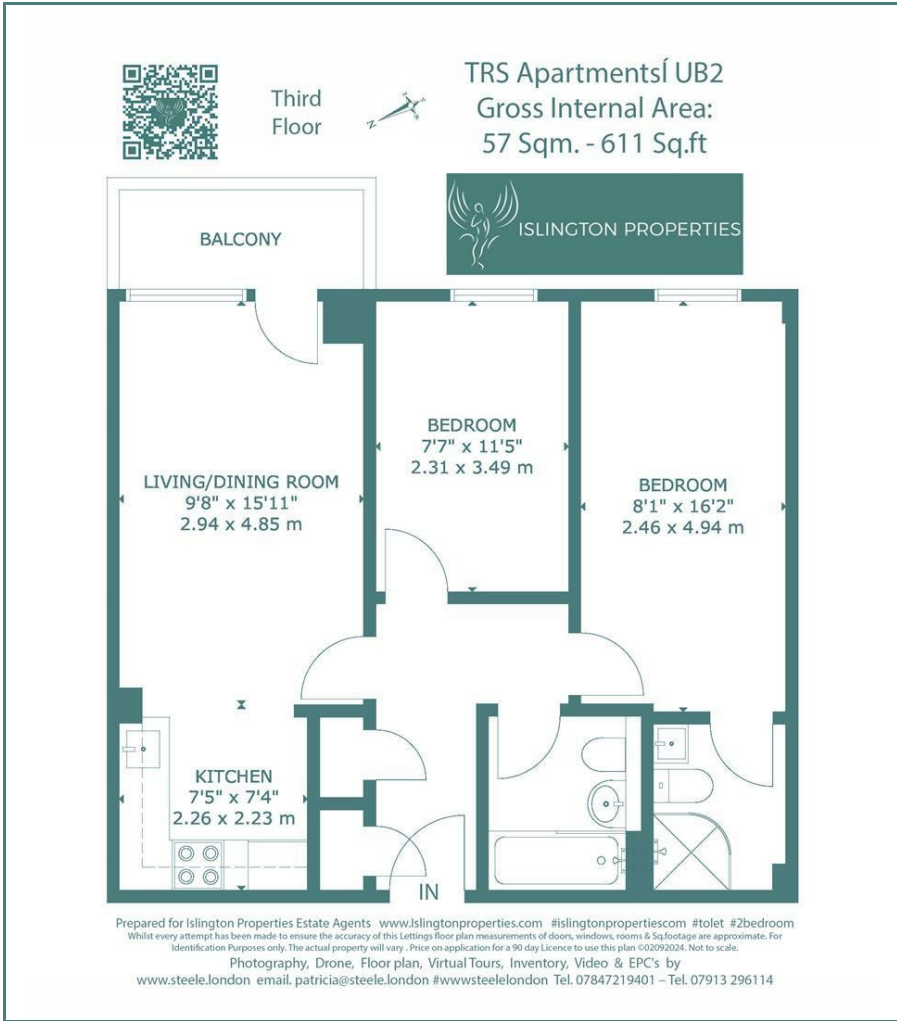 Third
Floor
N
TRS ApartmentsÍ UB2
Gross Internal Area:
57 Sqm. - 611 Sq.ft
ISLINGTON PROPERTIES
BALCONY
LIVING/DINING ROOM
9'8" x 15'11"
2.94 x 4.85 m
BEDROOM
7'7" x 11'5"
2.31 x 3.49 m
BEDROOM
8'1" x 16'2"
2.46 x 4.94 m
KITCHEN
7'5" x 7'4"
2.26 x 2.23 m
IN
Prepared for Islington Properties Estate Agents www.Islingtonproperties.com #islingtonpropertiescom #tolet #2bedroom
Whilst every attempt has been made to ensure the accuracy of this Lettings floor plan measurements of doors, windows, rooms & Sq.footage are approximate. For
Identification Purposes only. The actual property will vary . Price on application for a 90 day Licence to use this plan ©02092024. Not to scale.
Photography, Drone, Floor plan, Virtual Tours, Inventory, Video & EPC's by
www.steele.london email. patricia@steele.london #wwwsteelelondon Tel. 07847219401 – Tel. 07913 296114